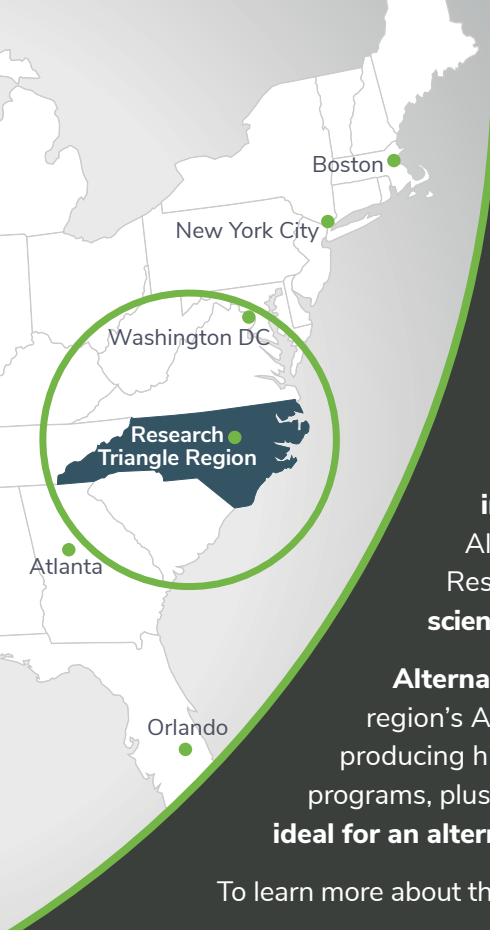 Boston
New York City
Washington DC
Research
Triangle Region
Atlanta
Orlando
Al
Res
scien
Alterna
region's A
producing h
programs, plus
ideal for an altern
To learn more about th